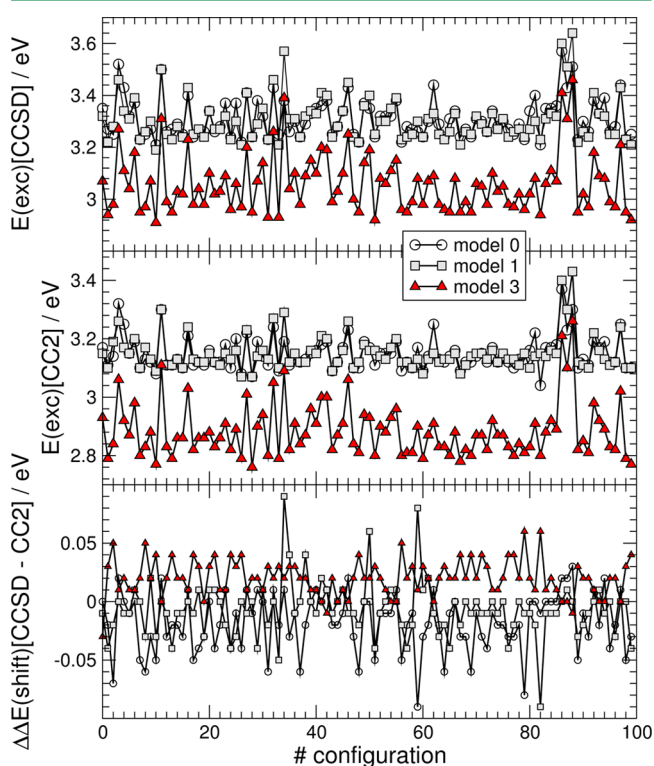 E(exc)[CCSD] / eV
3.6
3.4
3.2
3
model 0
model 1
model 3
E(exc)[CC2] / eV
3.4
3.2
3
2.8
ΔΔE(shift)[CCSD - CC2] / eV
0.05
0
-0.05
0 20 40 60 80 100
# configuration